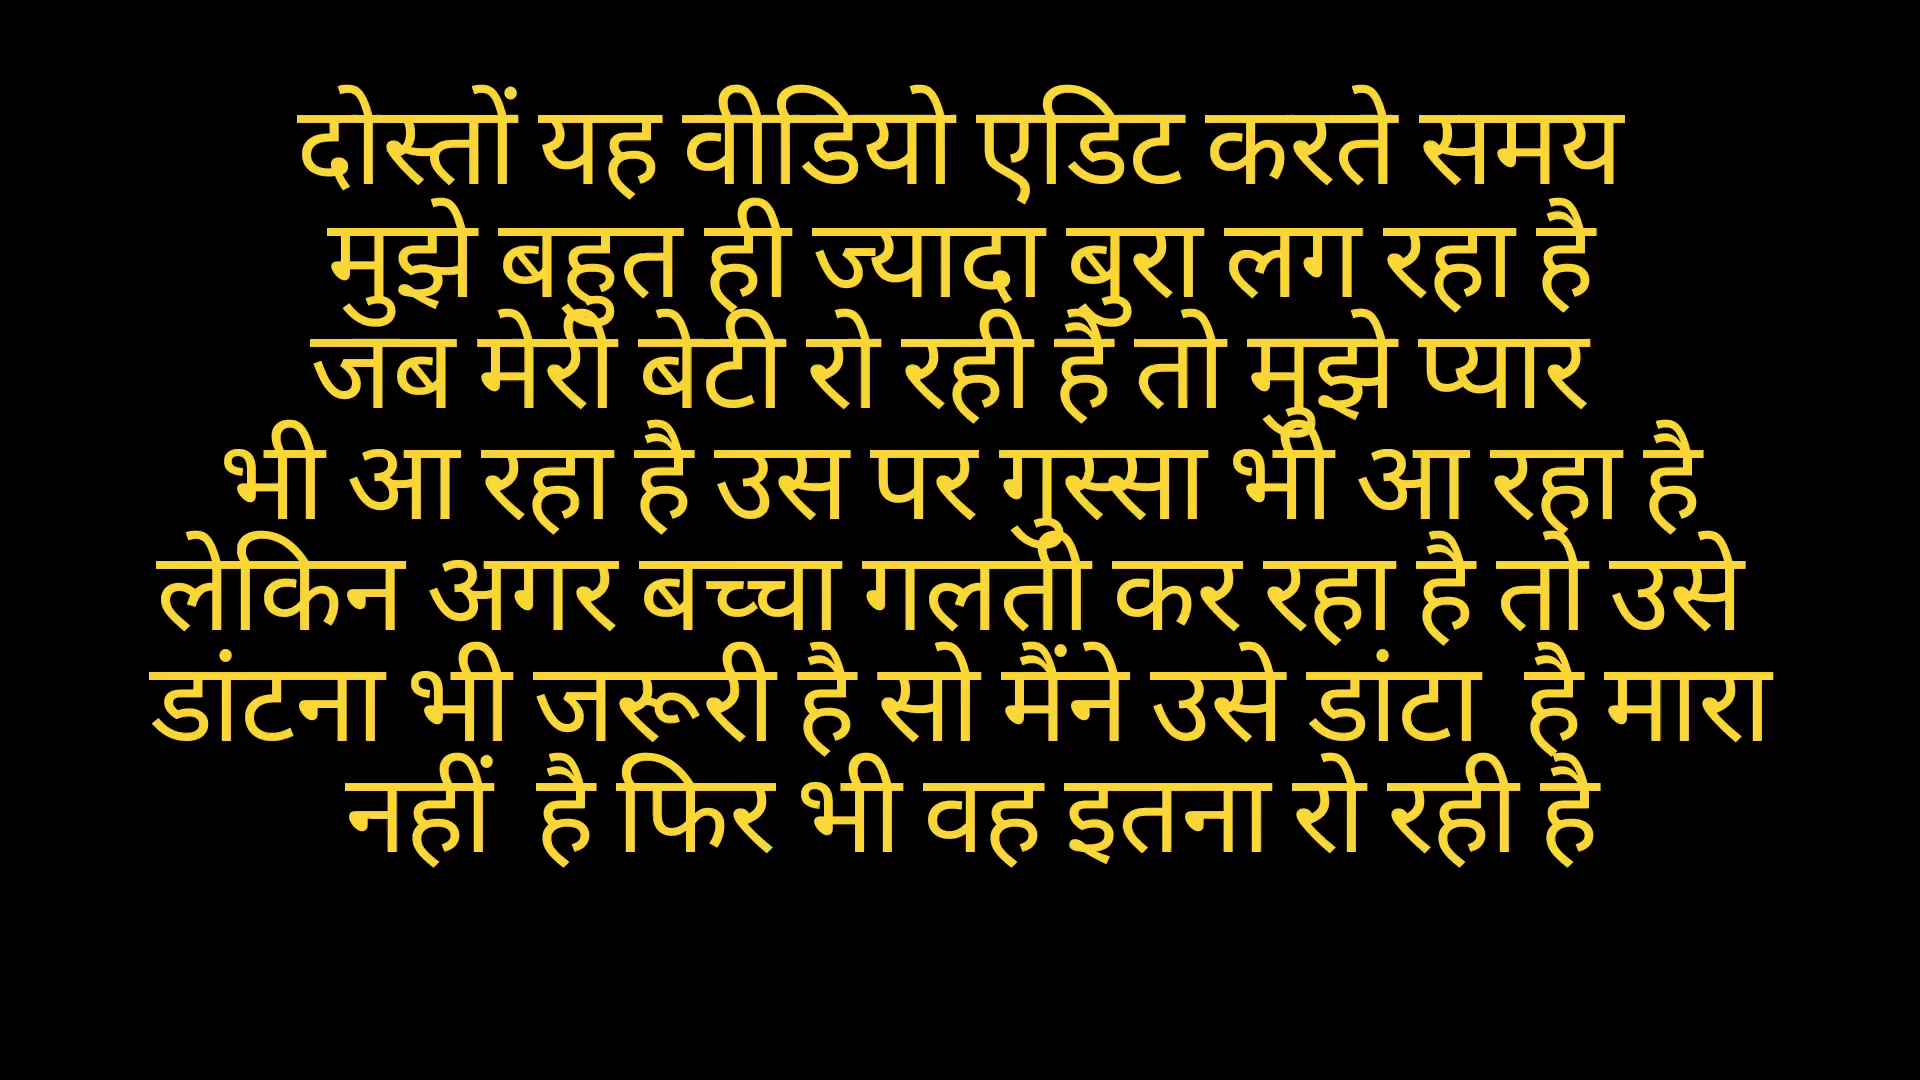 दोस्तों यह वीडियो एडिट करते समय
मुझे बहुत ही ज्यादा बुरा लग रहा है
जब मेरी बेटी रो रही है तो मुझे प्यार
भी आ रहा है उस पर गुस्सा भी आ रहा है
लेकिन अगर बच्चा गलती कर रहा है तो उसे
डांटना भी जरूरी है सो मैंने उसे डांटा  है मारा
नहीं  है फिर भी वह इतना रो रही है